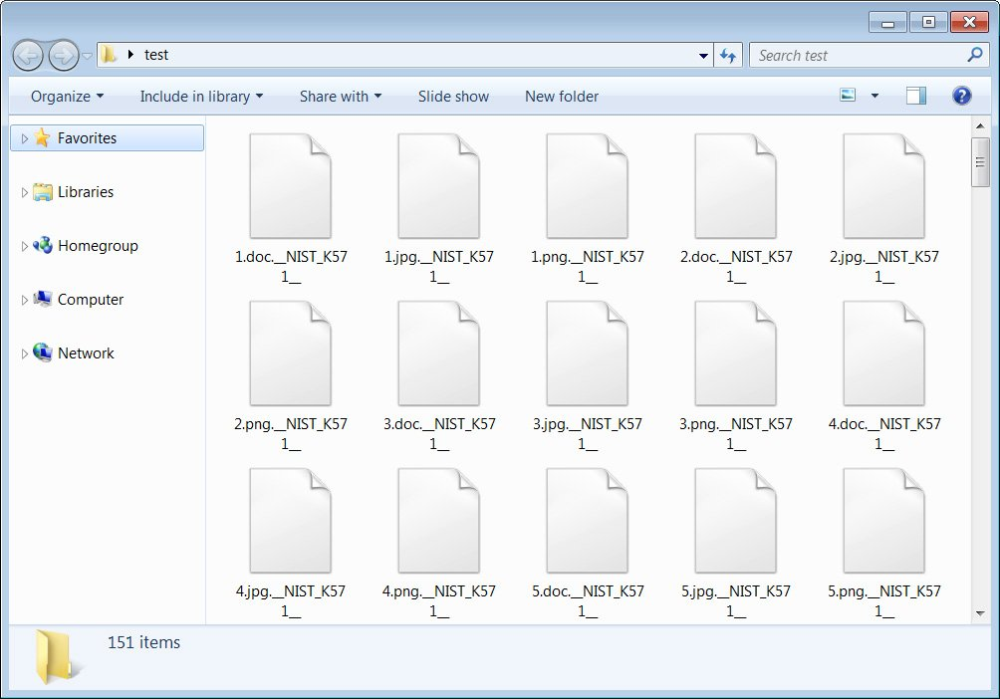 test
Search test
Organize Include in library Share with Slide show New folder
Favorites
Libraries
Homegroup
Computer
Network
1.doc.__NIST_K57 1.jpg.__NIST_K57 1.png.__NIST_K57 2.doc.__NIST_K57 2.jpg.__NIST_K57
1__ 1__ 1__ 1__ 1__
2.png.__NIST_K57 3.doc.__NIST_K57 3.jpg.__NIST_K57 3.png.__NIST_K57 4.doc.__NIST_K57
1__ 1__ 1__ 1__ 1__
4.jpg.__NIST_K57 4.png.__NIST_K57 5.doc.__NIST_K57 5.jpg.__NIST_K57 5.png.__NIST_K57
1__ 1__ 1__ 1__ 1__
151 items